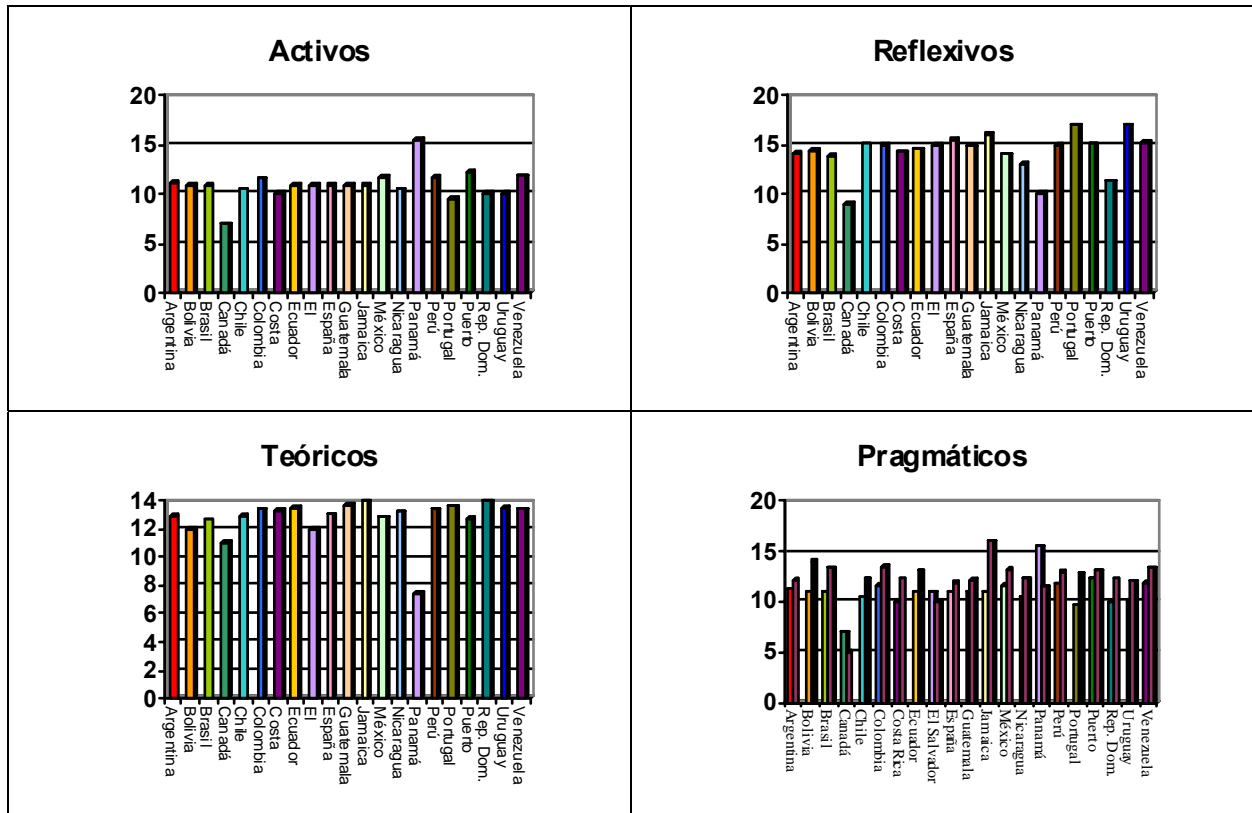 Activos
20
15
10
5
0
Argentina
Bolivia
Brasil
Canadá
Chile
Colombia
Costa
Ecuador
El
España
Guatemala
Jamaica
México
Nicaragua
Panamá
Perú
Portugal
Puerto
Rep. Dom.
Uruguay
Venezuela
Reflexivos
20
15
10
5
0
Argentina
Bolivia
Brasil
Canadá
Chile
Colombia
Costa
Ecuador
El
España
Guatemala
Jamaica
México
Nicaragua
Panamá
Perú
Portugal
Puerto
Rep. Dom.
Uruguay
Venezuela
Teóricos
14
12
10
8
6
4
2
0
Argentina
Bolivia
Brasil
Canadá
Chile
Colombia
Costa
Ecuador
El
España
Guatemala
Jamaica
México
Nicaragua
Panamá
Perú
Portugal
Puerto
Rep. Dom.
Uruguay
Venezuela
Pragmáticos
20
15
10
5
0
Argentina
Bolivia
Brasil
Canadá
Chile
Colombia
Costa Rica
Ecuador
El Salvador
España
Guatemala
Jamaica
México
Nicaragua
Panamá
Perú
Portugal
Puerto
Rep. Dom.
Uruguay
Venezuela